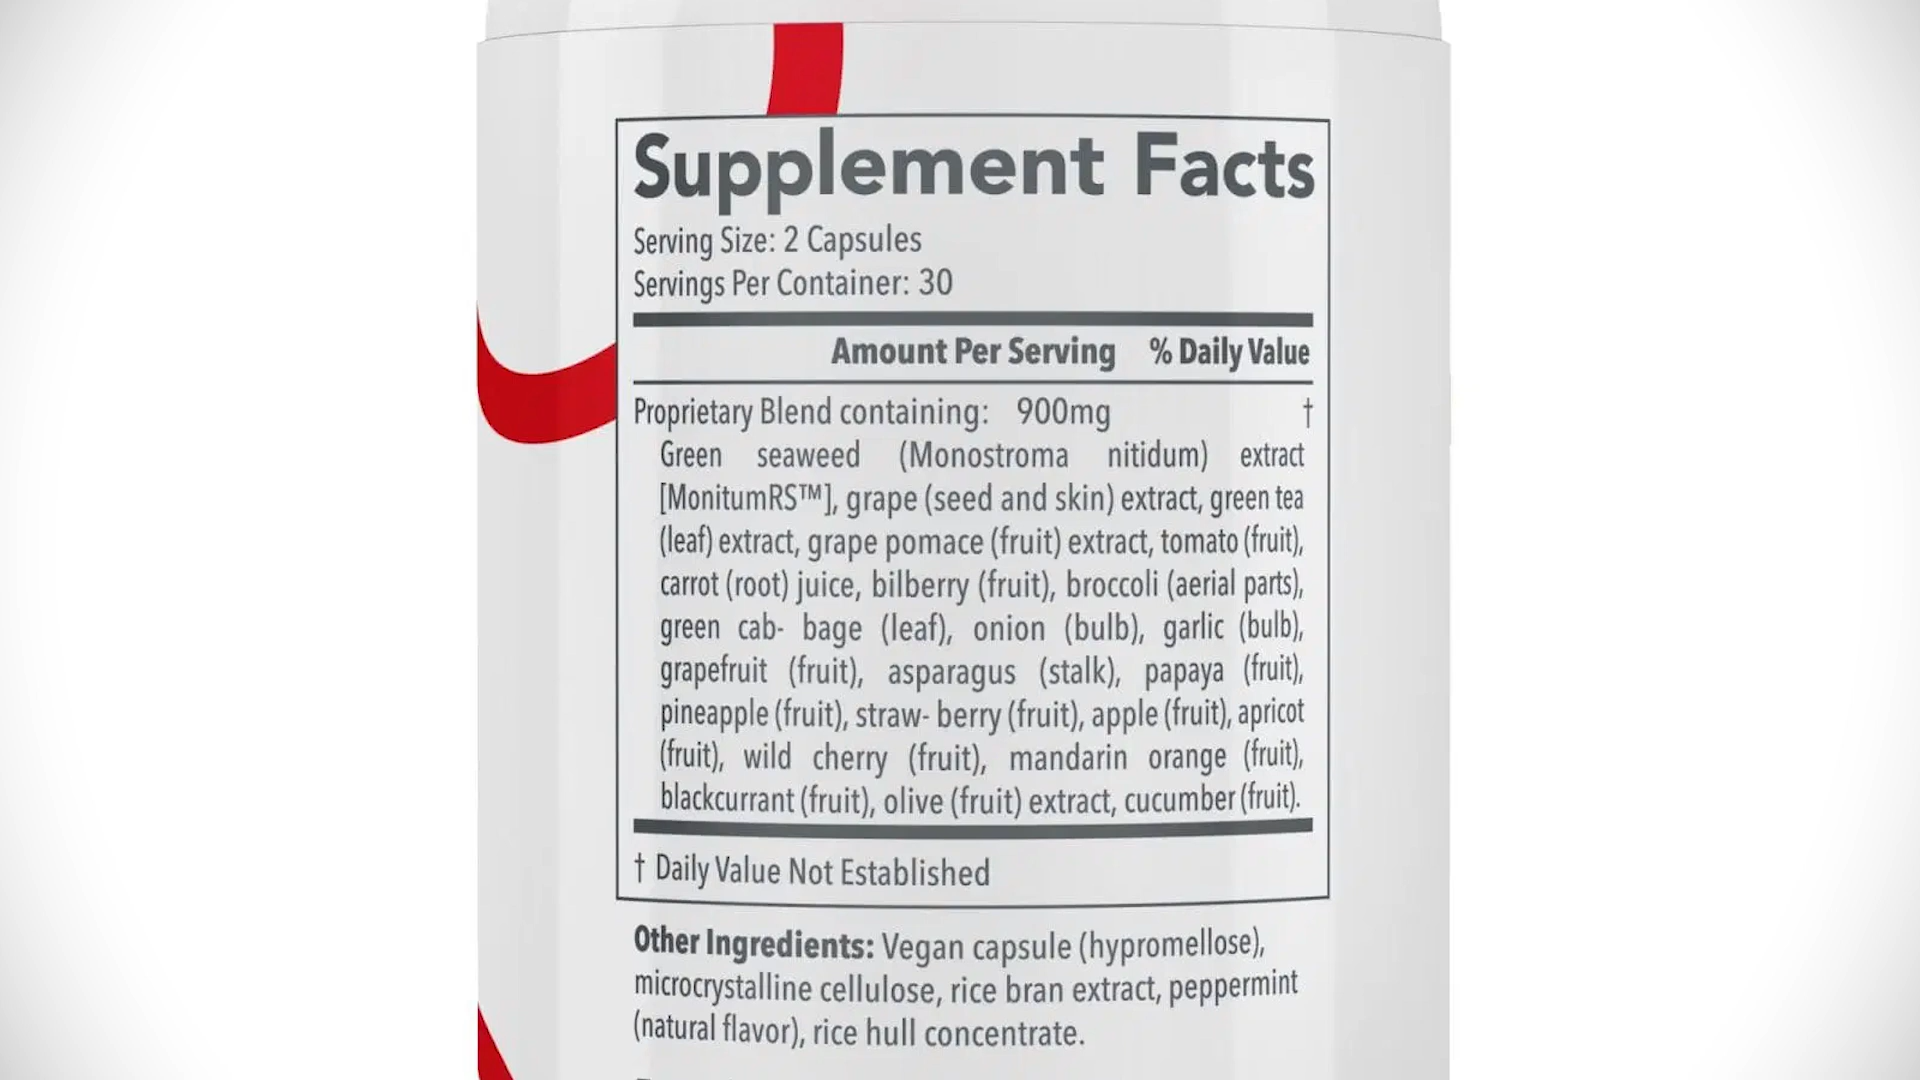 Supplement Facts
Serving Size: 2 Capsules
Servings Per Container: 30
Amount Per Serving % Daily Value
Proprietary Blend containing: 900mg †
Green seaweed (Monostroma nitidum) extract
[MonitumRS™], grape (seed and skin) extract, green tea
(leaf) extract, grape pomace (fruit) extract, tomato (fruit),
carrot (root) juice, bilberry (fruit), broccoli (aerial parts),
green cab- bage (leaf), onion (bulb), garlic (bulb),
grapefruit (fruit), asparagus (stalk), papaya (fruit),
pineapple (fruit), straw- berry (fruit), apple (fruit), apricot
(fruit), wild cherry (fruit), mandarin orange (fruit),
blackcurrant (fruit), olive (fruit) extract, cucumber (fruit).
† Daily Value Not Established
Other Ingredients: Vegan capsule (hypromellose),
microcrystalline cellulose, rice bran extract, peppermint
(natural flavor), rice hull concentrate.